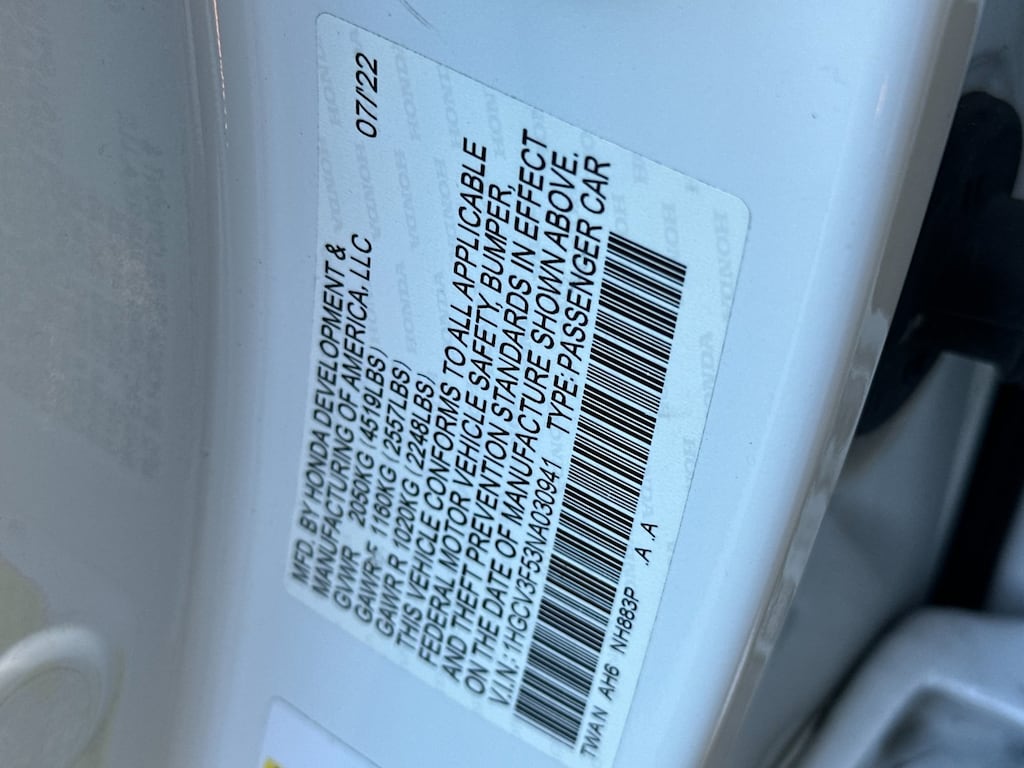 MFD. BY HONDA DEVELOPMENT &
MANUFACTURING OF AMERICA, LLC 07/'22
GVWR 2050KG (4519LBS)
GAWR F 1160KG (2557LBS)
GAWR R 1020KG (2248LBS)
THIS VEHICLE CONFORMS TO ALL APPLICABLE
FEDERAL MOTOR VEHICLE SAFETY, BUMPER,
AND THEFT PREVENTION STANDARDS IN EFFECT
ON THE DATE OF MANUFACTURE SHOWN ABOVE.
V.I.N.: 1HGCV3F53NA030941 TYPE:PASSENGER CAR
TWAN AH6 NH883P .A .A